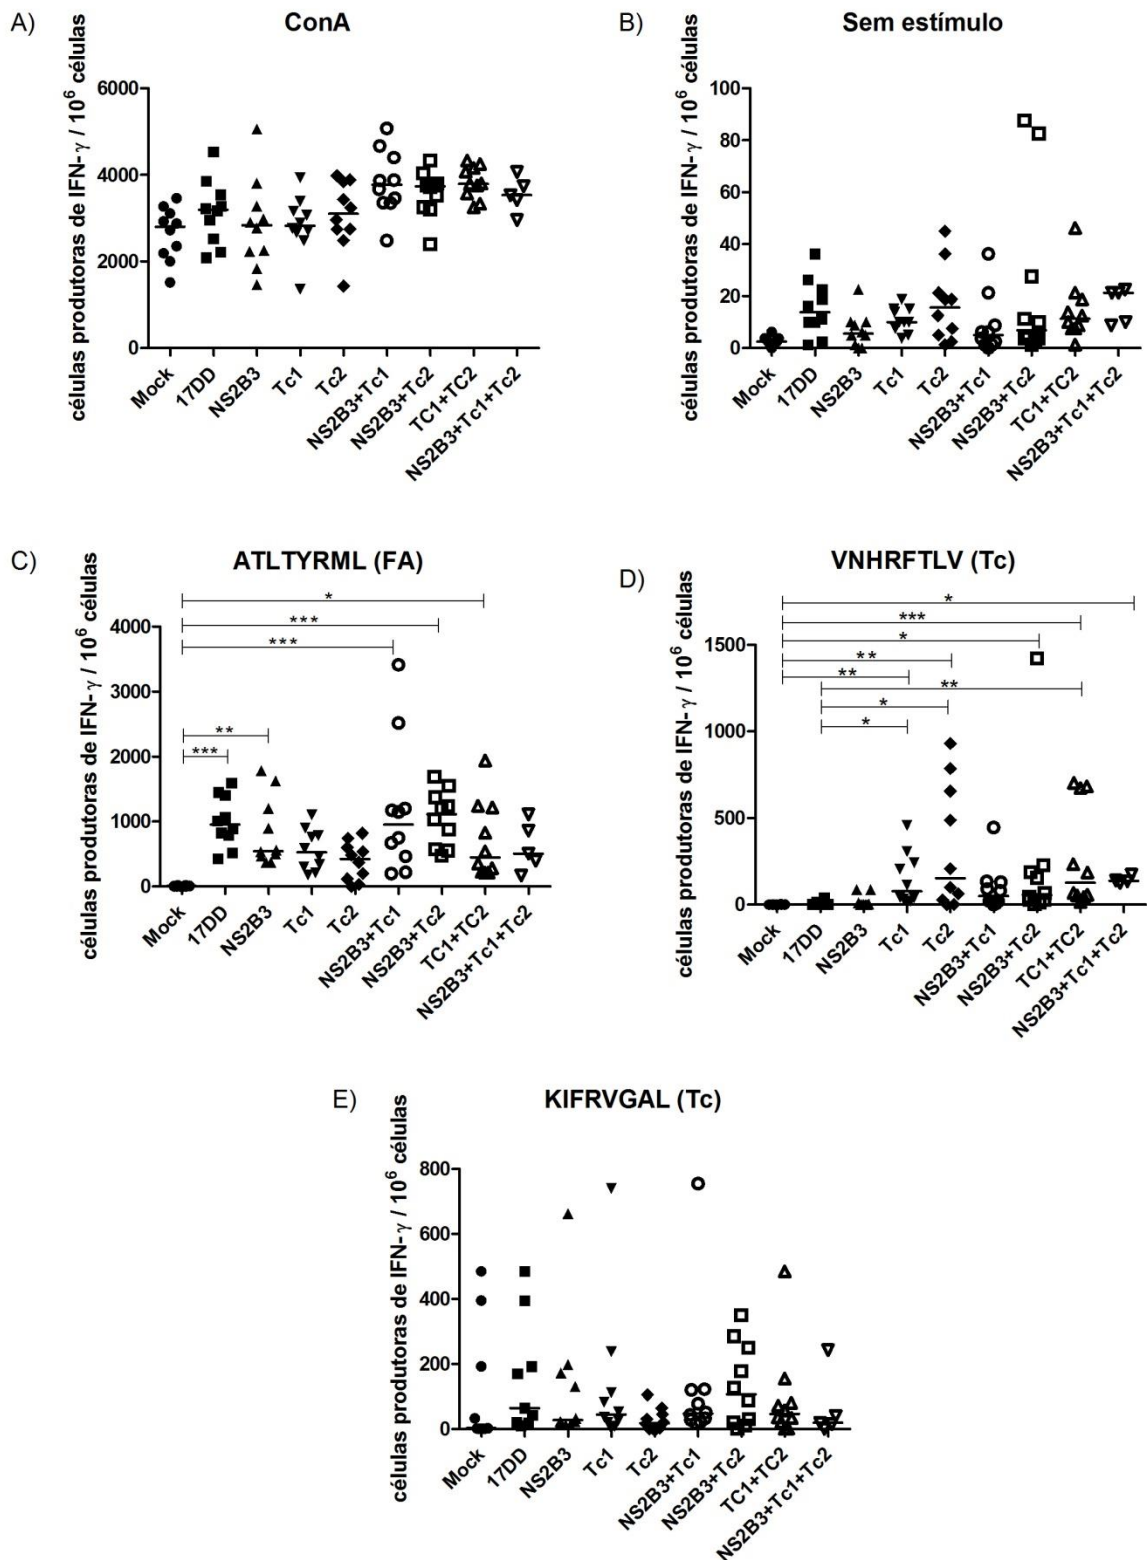 A)
ConA
células produtoras de IFN-γ / 10⁶ células
6000
4000
2000
0
Mock
17DD
NS2B3
Tc1
Tc2
NS2B3+Tc1
NS2B3+Tc2
TC1+TC2
NS2B3+Tc1+Tc2
B)
Sem estímulo
células produtoras de IFN-γ / 10⁶ células
100
80
60
40
20
0
Mock
17DD
NS2B3
Tc1
Tc2
NS2B3+Tc1
NS2B3+Tc2
TC1+TC2
NS2B3+Tc1+Tc2
C)
ATLTYRML (FA)
células produtoras de IFN-γ / 10⁶ células
*
***
***
**
***
4000
3000
2000
1000
0
Mock
17DD
NS2B3
Tc1
Tc2
NS2B3+Tc1
NS2B3+Tc2
TC1+TC2
NS2B3+Tc1+Tc2
D)
VNHRFTLV (Tc)
células produtoras de IFN-γ / 10⁶ células
*
***
*
**
**
**
*
*
1500
1000
500
0
Mock
17DD
NS2B3
Tc1
Tc2
NS2B3+Tc1
NS2B3+Tc2
TC1+TC2
NS2B3+Tc1+Tc2
E)
KIFRVGAL (Tc)
células produtoras de IFN-γ / 10⁶ células
800
600
400
200
0
Mock
17DD
NS2B3
Tc1
Tc2
NS2B3+Tc1
NS2B3+Tc2
TC1+TC2
NS2B3+Tc1+Tc2